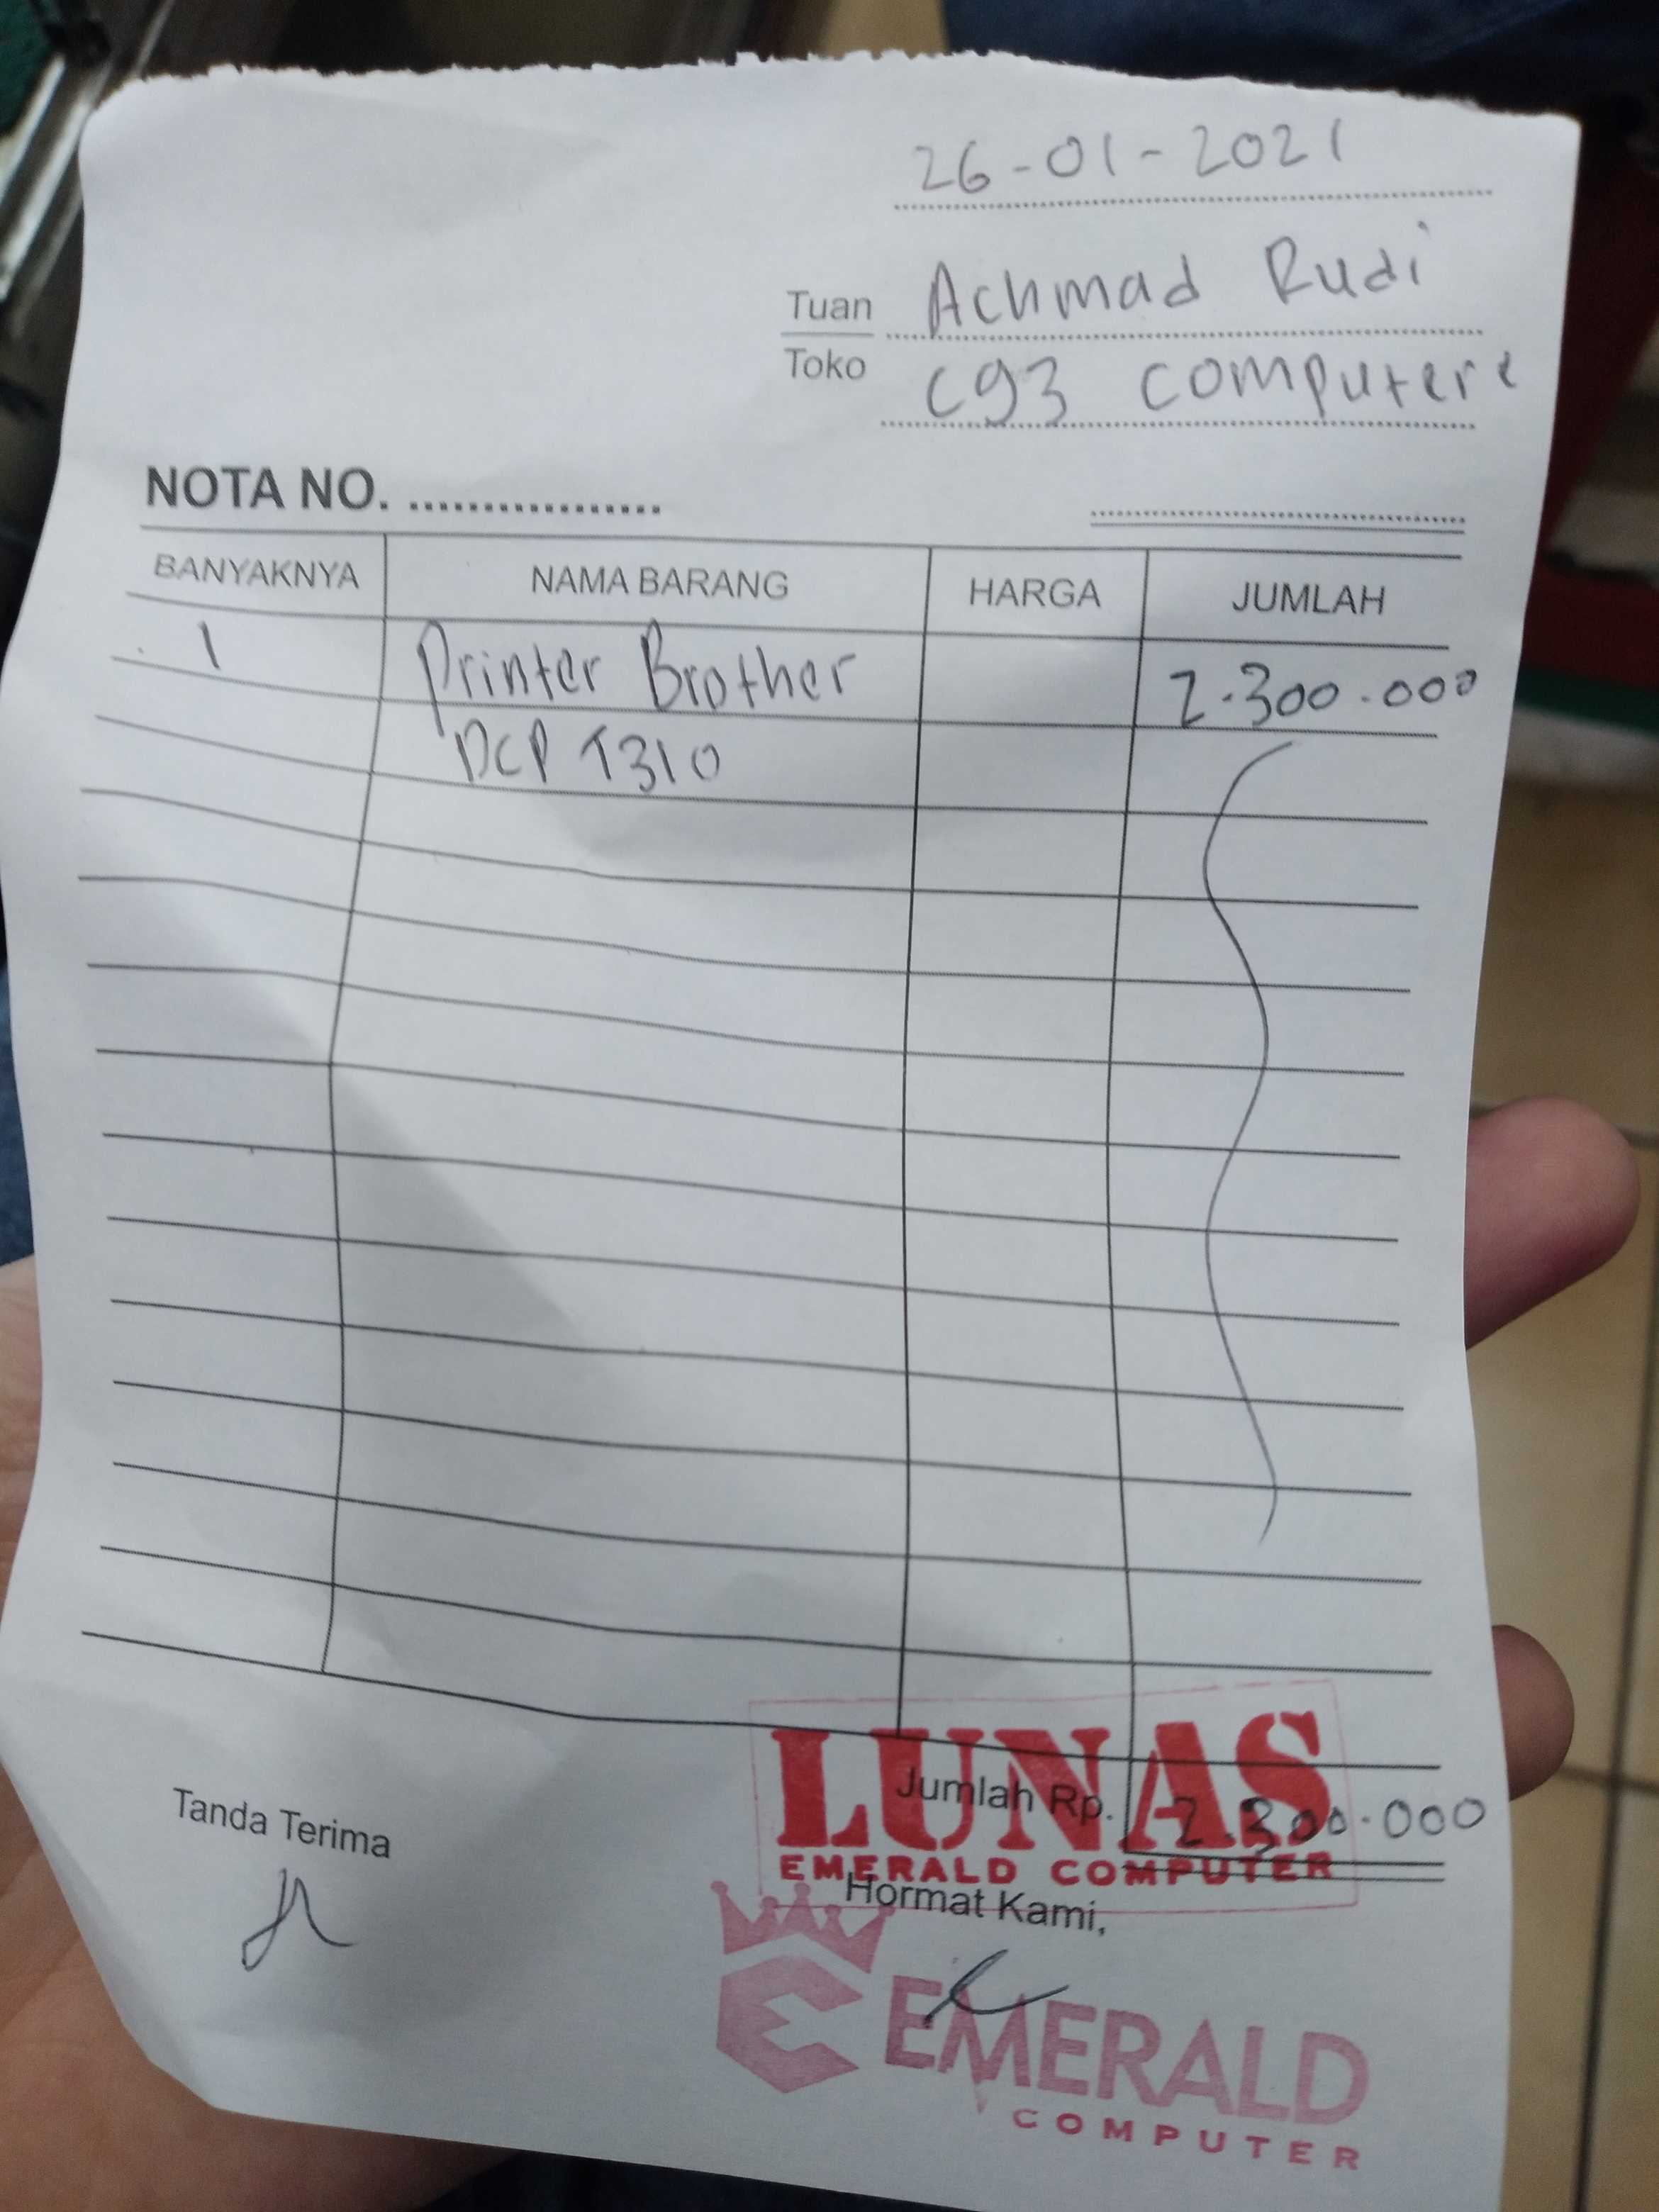 26-01-2021
Tuan Achmad Rudi
Toko C93 Computere
NOTA NO. ..................
BANYAKNYA NAMA BARANG HARGA JUMLAH
1 Printer Brother 2.300.000
DCP T310
LUNAS
Jumlah Rp. 2.300.000
EMERALD COMPUTER
Tanda Terima
Hormat Kami,
EMERALD
COMPUTER